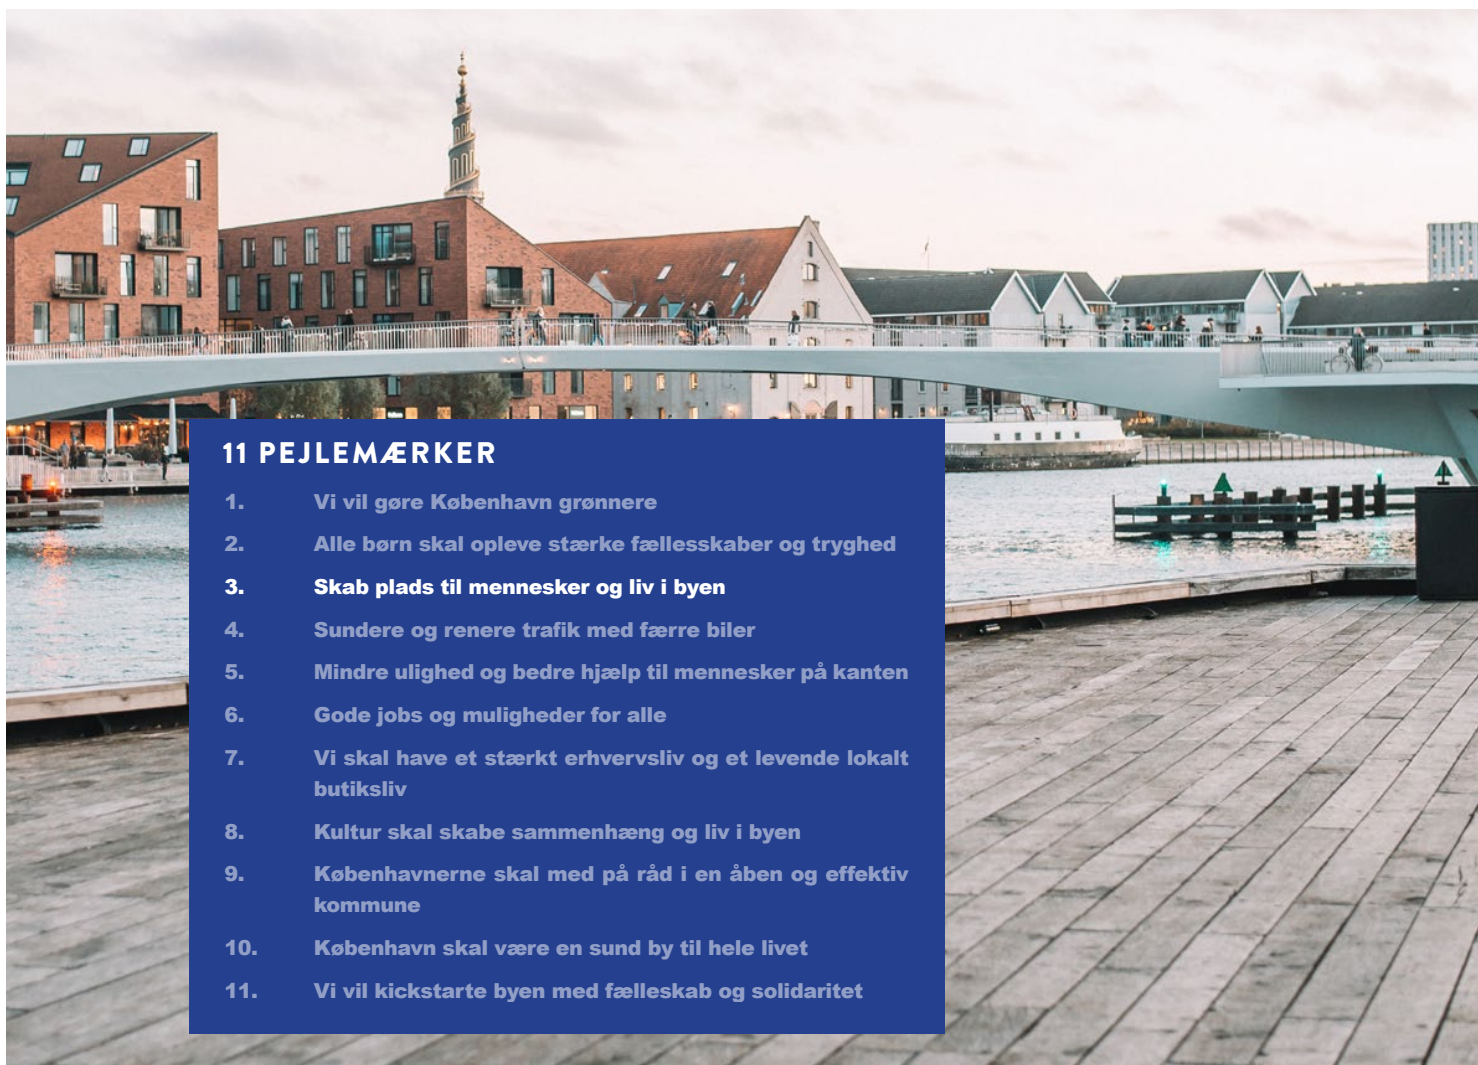 11 PEJLEMÆRKER
1. Vi vil gøre København grønnere
2. Alle børn skal opleve stærke fællesskaber og tryghed
3. Skab plads til mennesker og liv i byen
4. Sundere og renere trafik med færre biler
5. Mindre ulighed og bedre hjælp til mennesker på kanten
6. Gode jobs og muligheder for alle
7. Vi skal have et stærkt erhvervsliv og et levende lokalt
butiksliv
8. Kultur skal skabe sammenhæng og liv i byen
9. Københavnerne skal med på råd i en åben og effektiv
kommune
10. København skal være en sund by til hele livet
11. Vi vil kickstarte byen med fælleskab og solidaritet